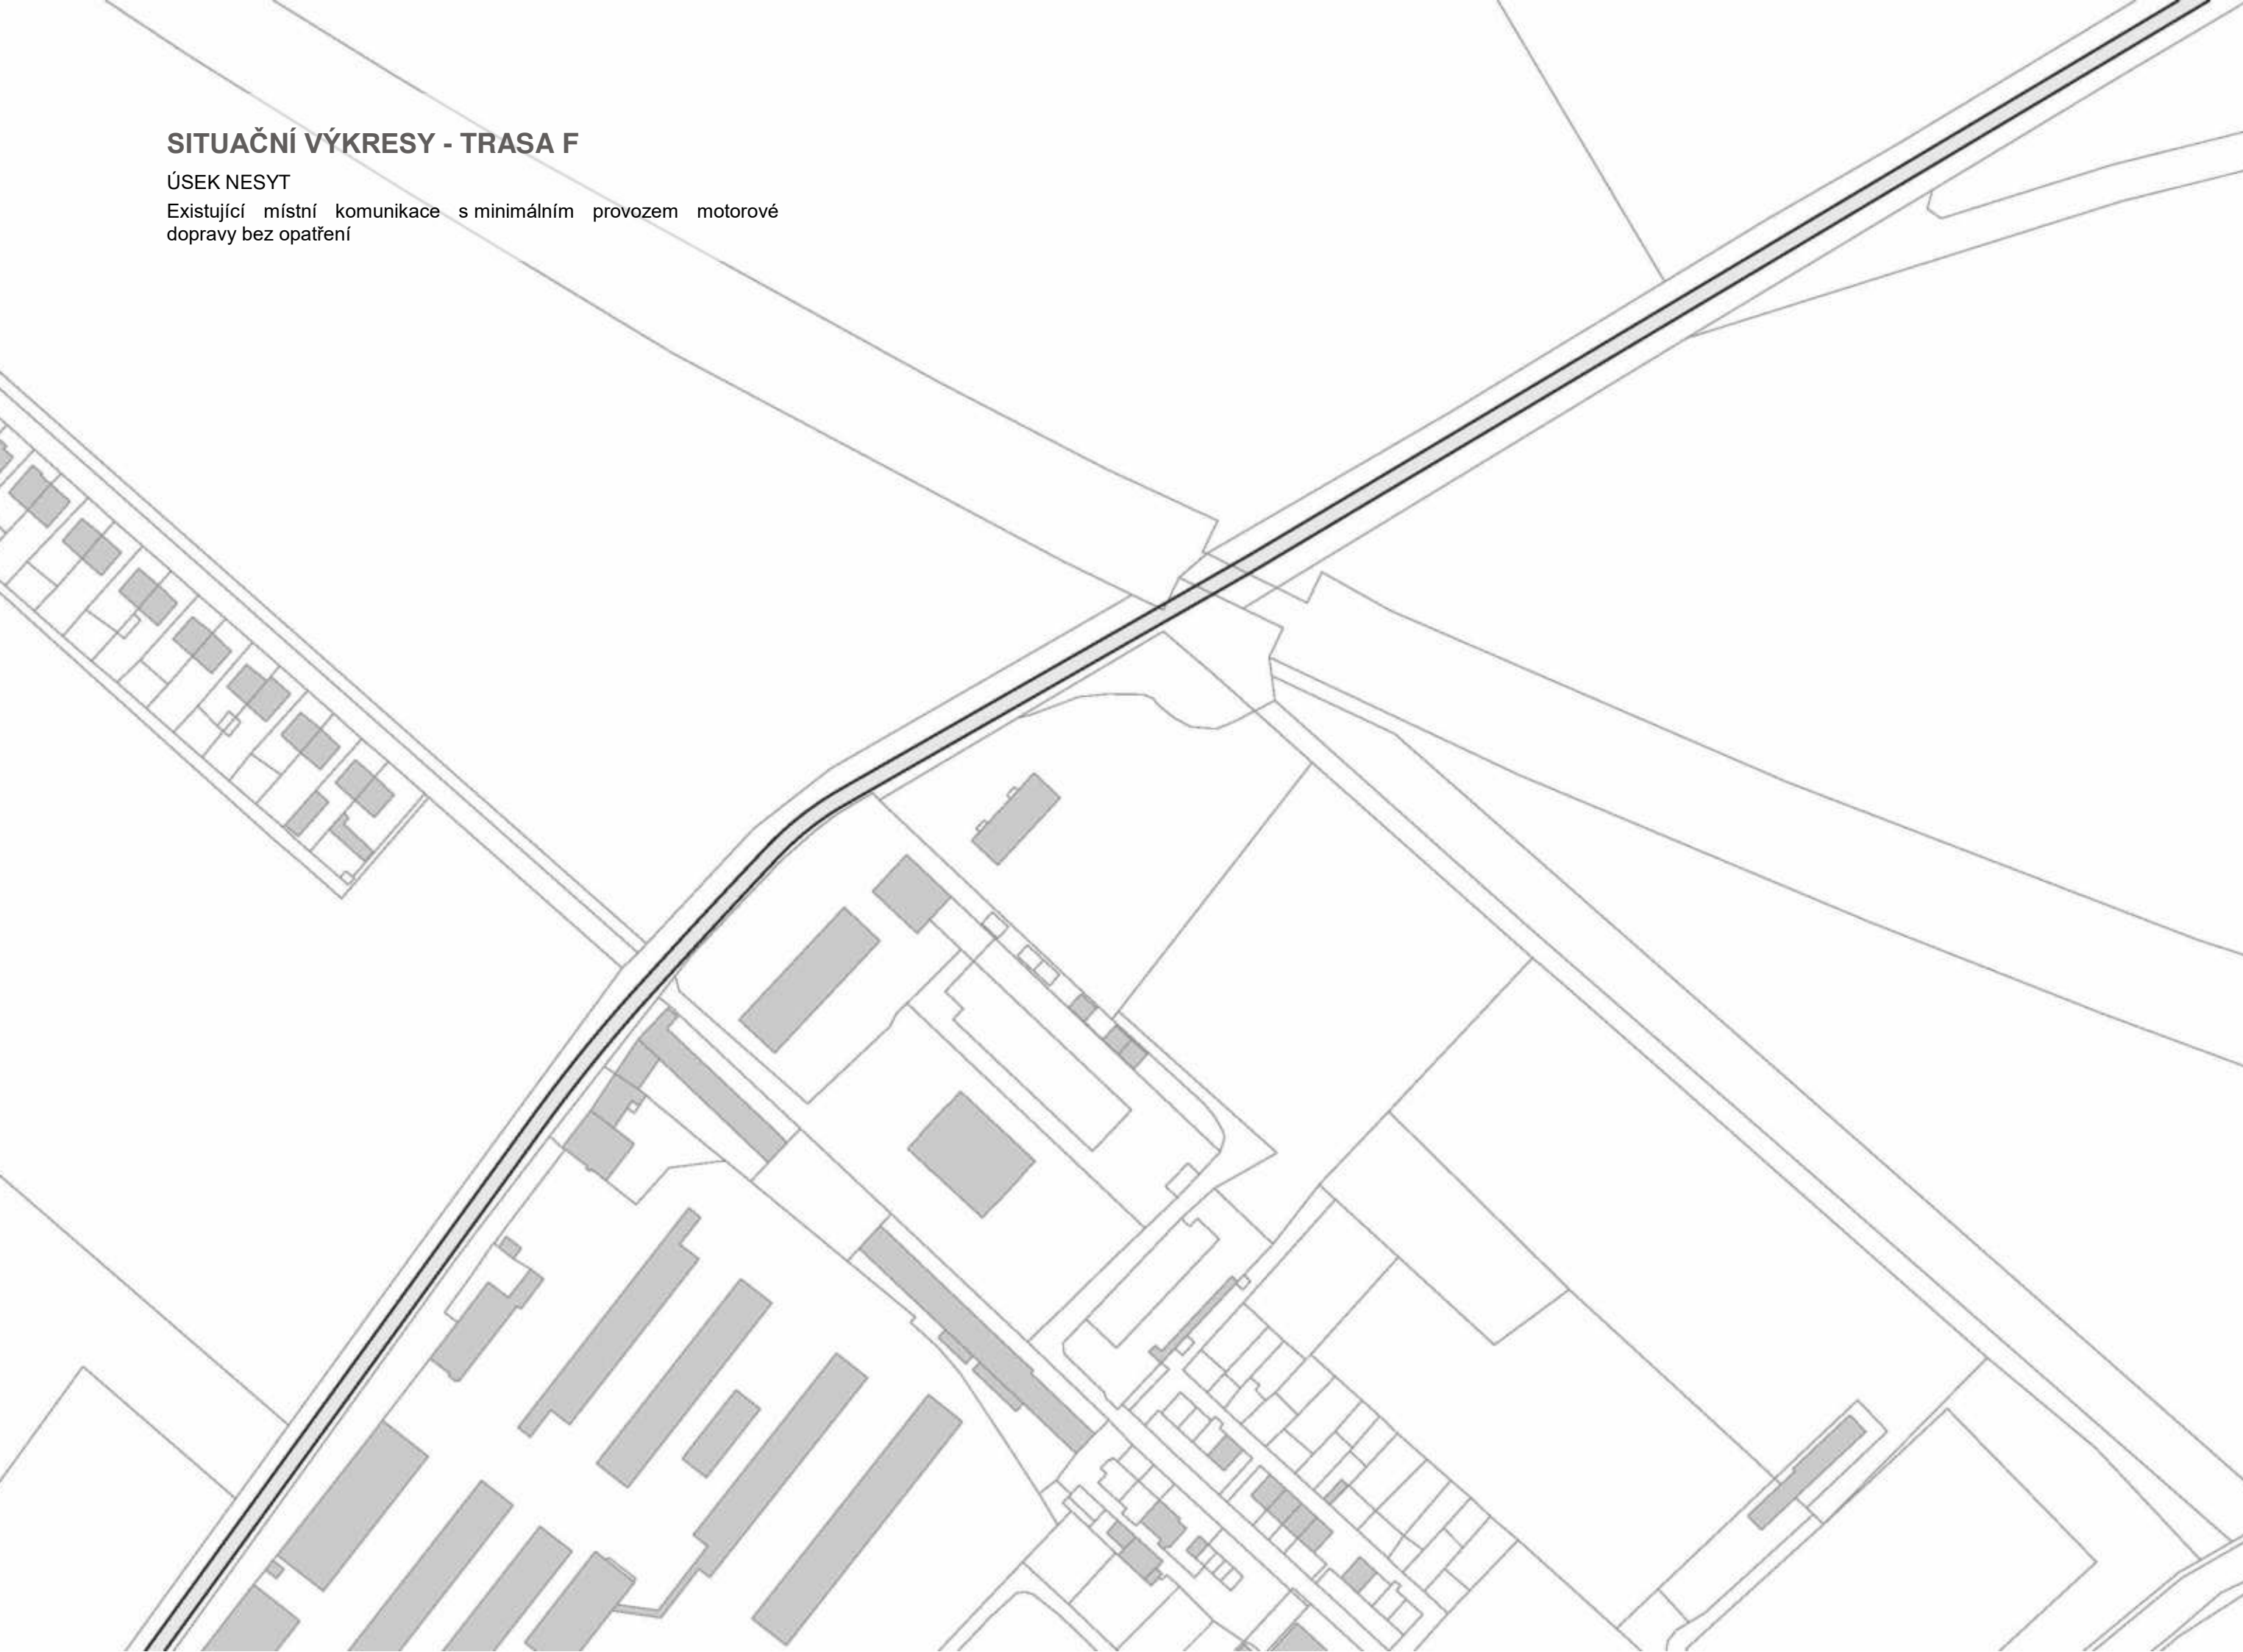 SITUAČNÍ VÝKRESY - TRASA F
ÚSEK NESYT
Existující místní komunikace s minimálním provozem motorové
dopravy bez opatření